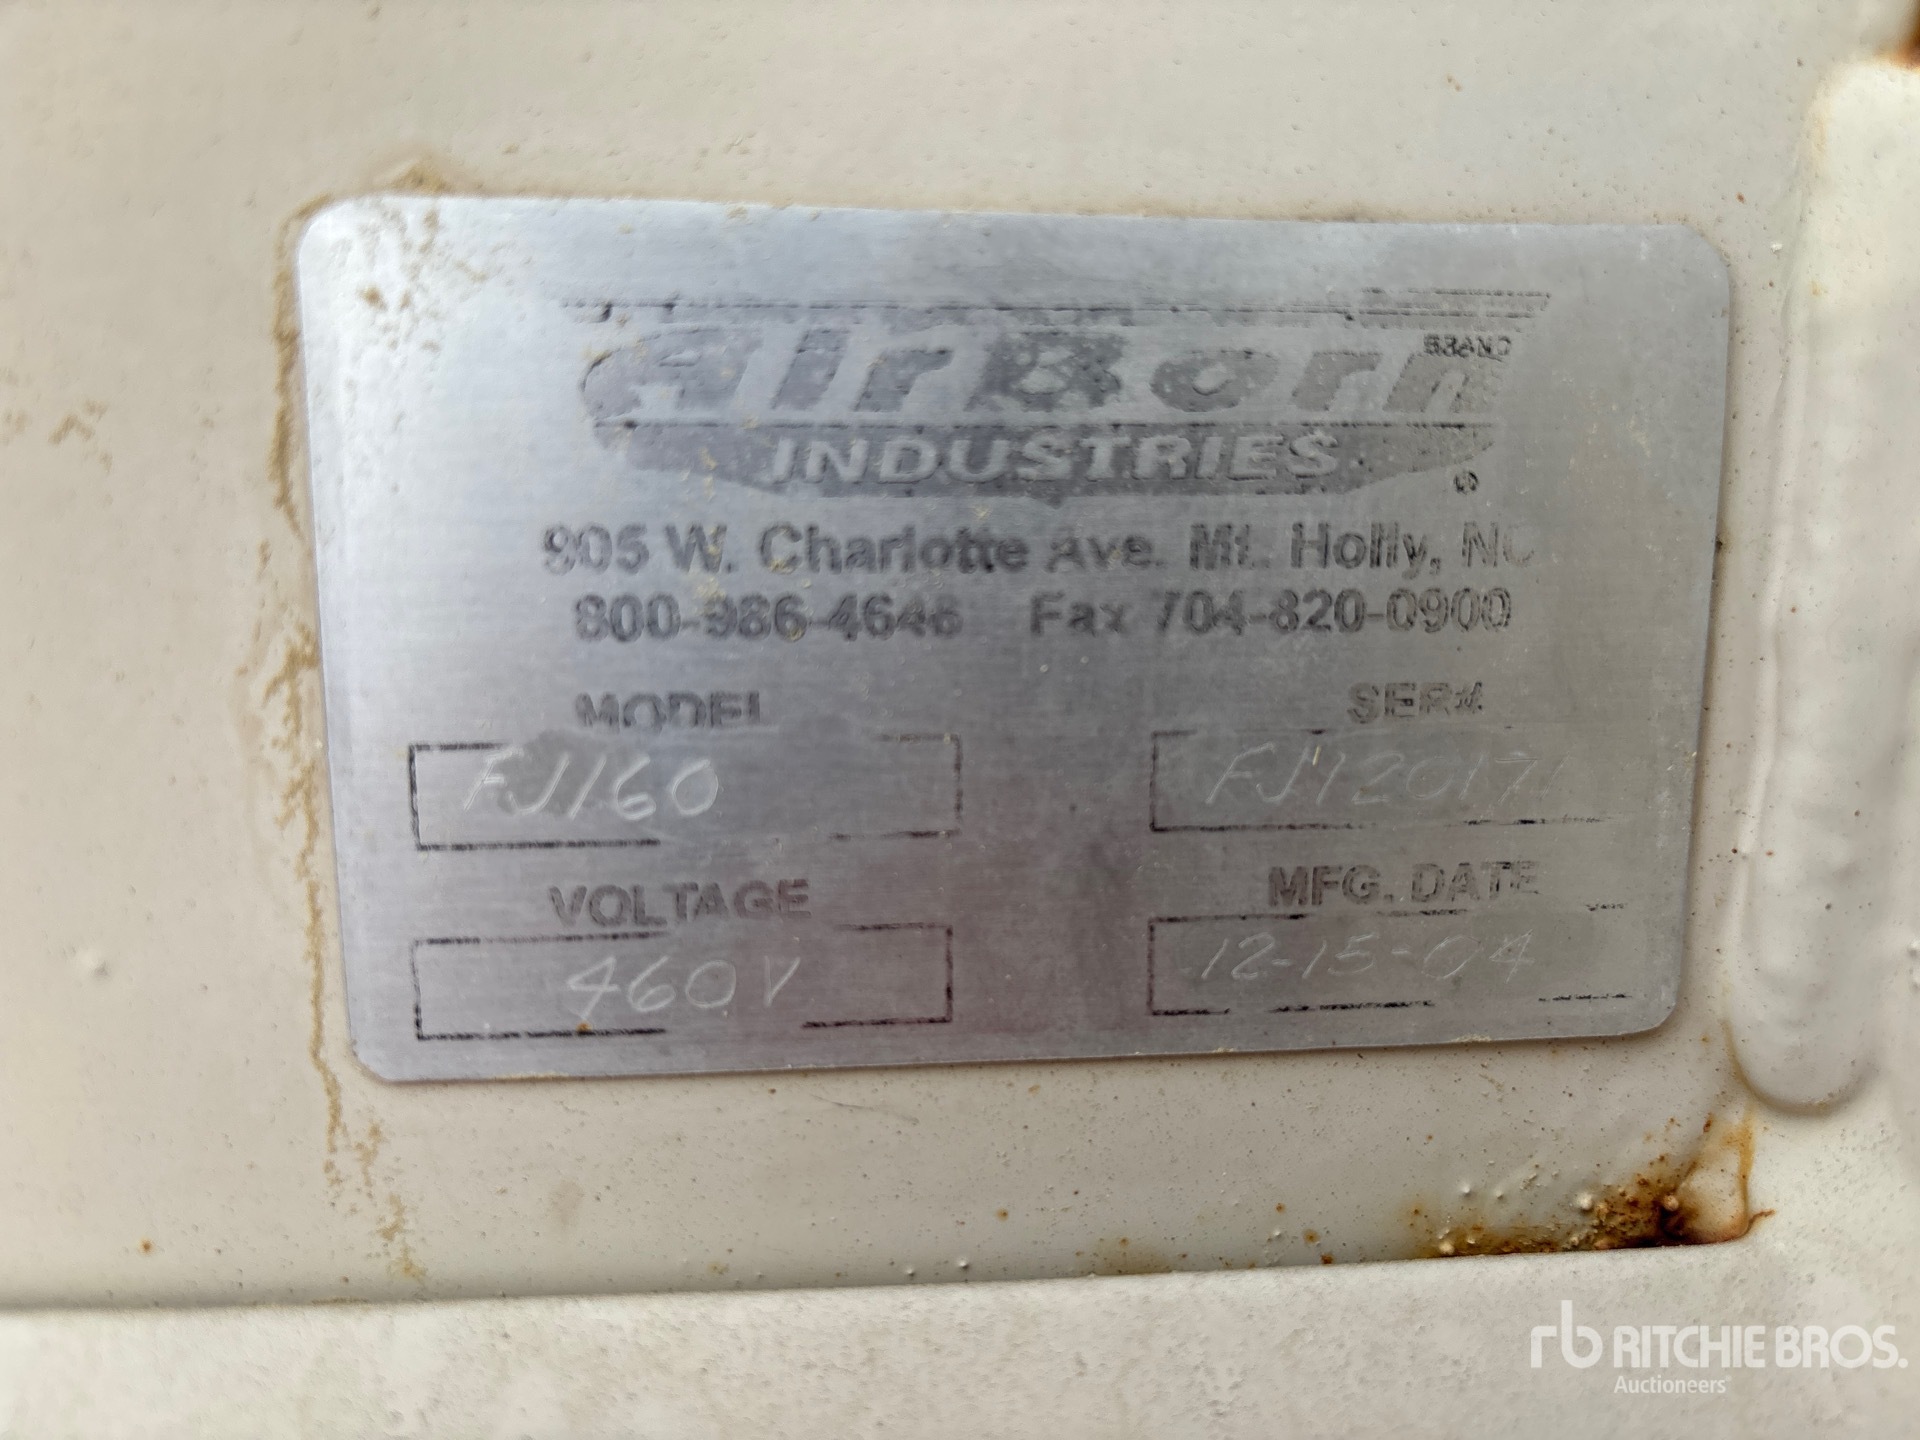 AirBorn BRAND
INDUSTRIES ®
905 W. Charlotte Ave. Mt. Holly, NC
800-986-4646 Fax 704-820-0900
MODEL SER#
FJ160
VOLTAGE MFG. DATE
460V 12-15-04
rb RITCHIE BROS.
Auctioneers